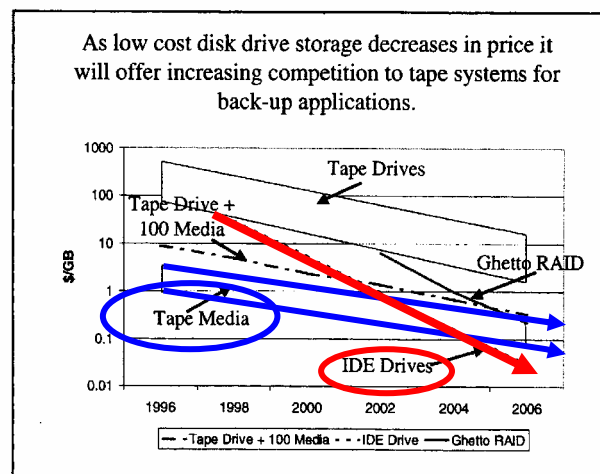 As low cost disk drive storage decreases in price it
will offer increasing competition to tape systems for
back-up applications.
1000
100
10
1
0.1
0.01
$/GB
Tape Drives
Tape Drive +
100 Media
Ghetto RAID
Tape Media
IDE Drives
1996
1998
2000
2002
2004
2006
Tape Drive + 100 Media
IDE Drive
Ghetto RAID